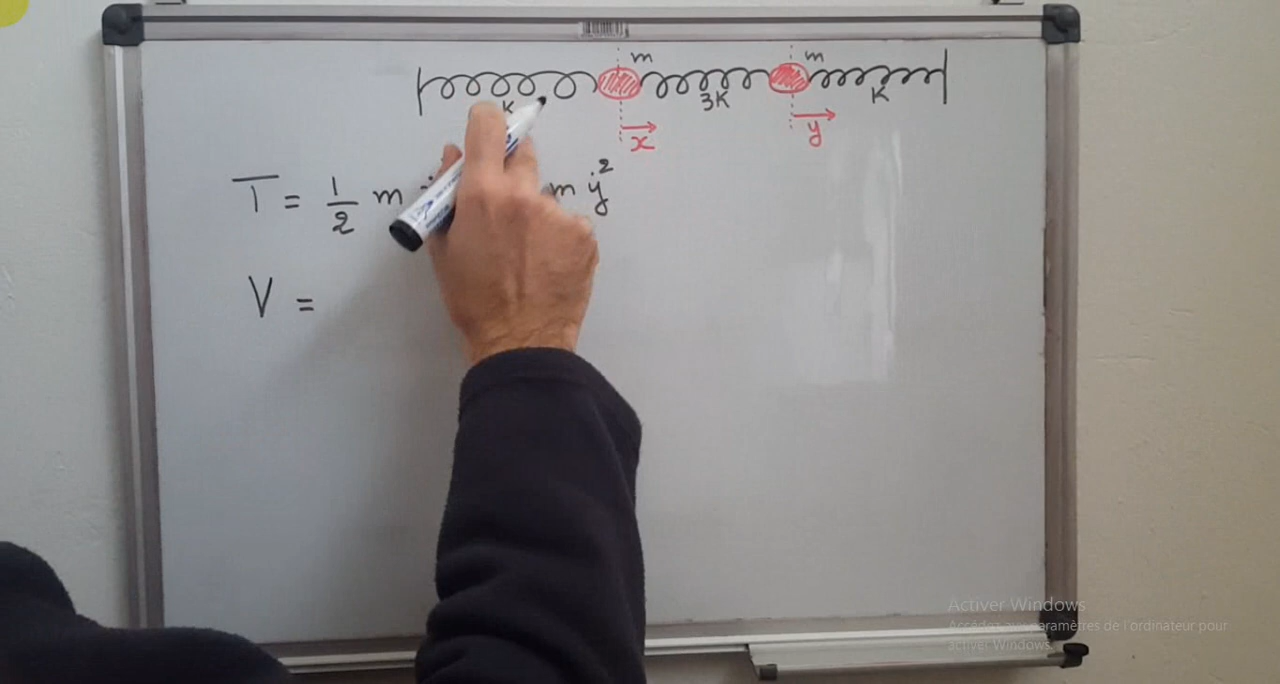 m m
K 3K K
x y
T = 1/2 m m ẏ²
V =
Activer Windows
Accédez aux paramètres de l'ordinateur pour
activer Windows.